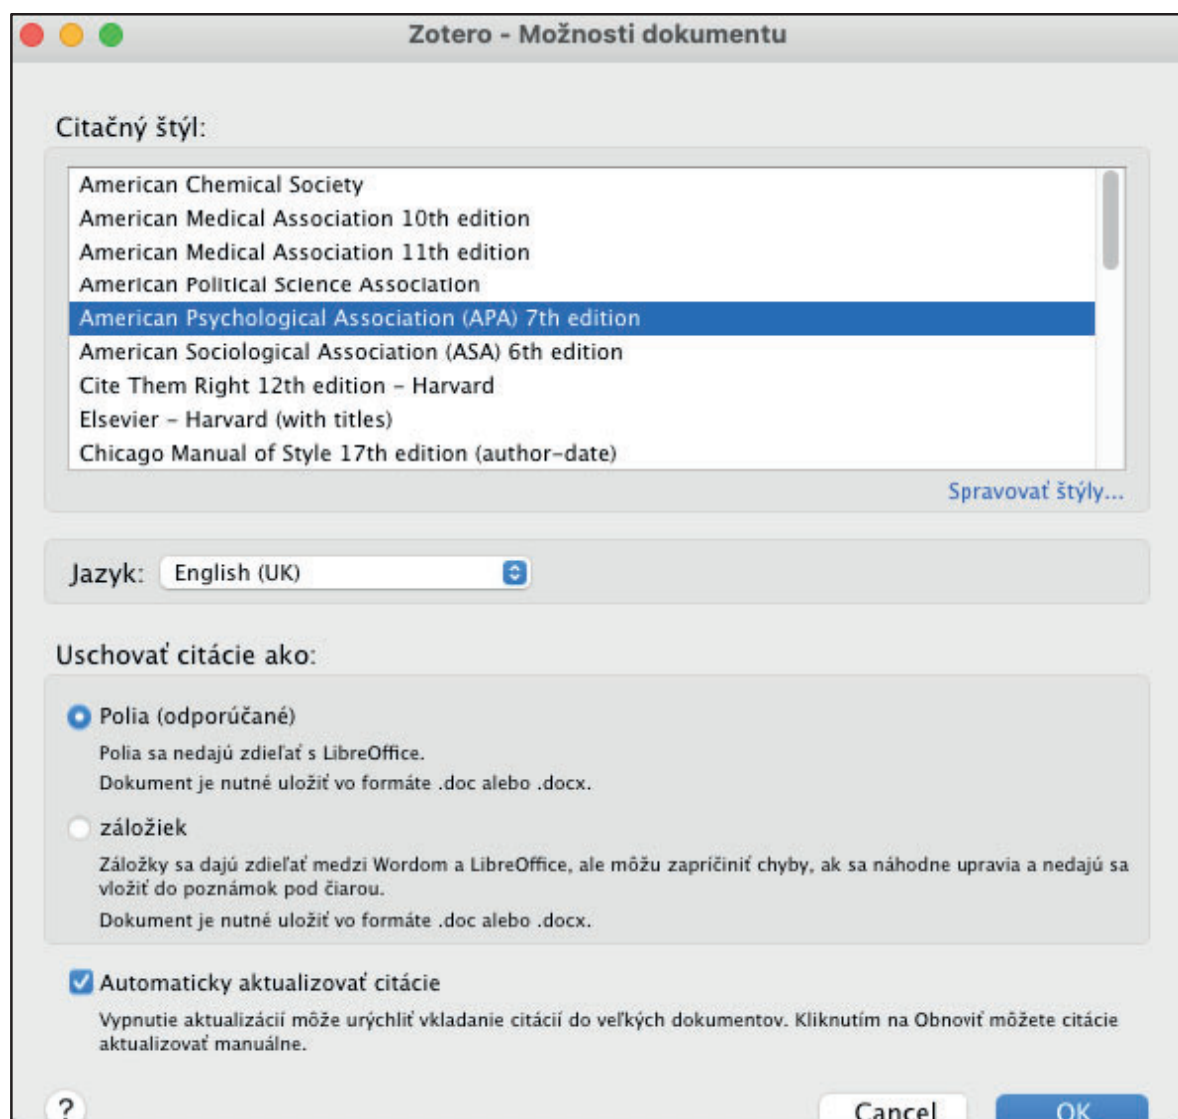 Zotero - Možnosti dokumentu
Citačný štýl:
American Chemical Society
American Medical Association 10th edition
American Medical Association 11th edition
American Political Science Association
American Psychological Association (APA) 7th edition
American Sociological Association (ASA) 6th edition
Cite Them Right 12th edition – Harvard
Elsevier – Harvard (with titles)
Chicago Manual of Style 17th edition (author-date)
Spravovať štýly...
Jazyk: English (UK)
Uschovať citácie ako:
Polia (odporúčané)
Polia sa nedajú zdieľať s LibreOffice.
Dokument je nutné uložiť vo formáte .doc alebo .docx.
záložiek
Záložky sa dajú zdieľať medzi Wordom a LibreOffice, ale môžu zapríčiniť chyby, ak sa náhodne upravia a nedajú sa
vložiť do poznámok pod čiarou.
Dokument je nutné uložiť vo formáte .doc alebo .docx.
Automaticky aktualizovať citácie
Vypnutie aktualizácií môže urýchliť vkladanie citácií do veľkých dokumentov. Kliknutím na Obnoviť môžete citácie
aktualizovať manuálne.
? Cancel OK